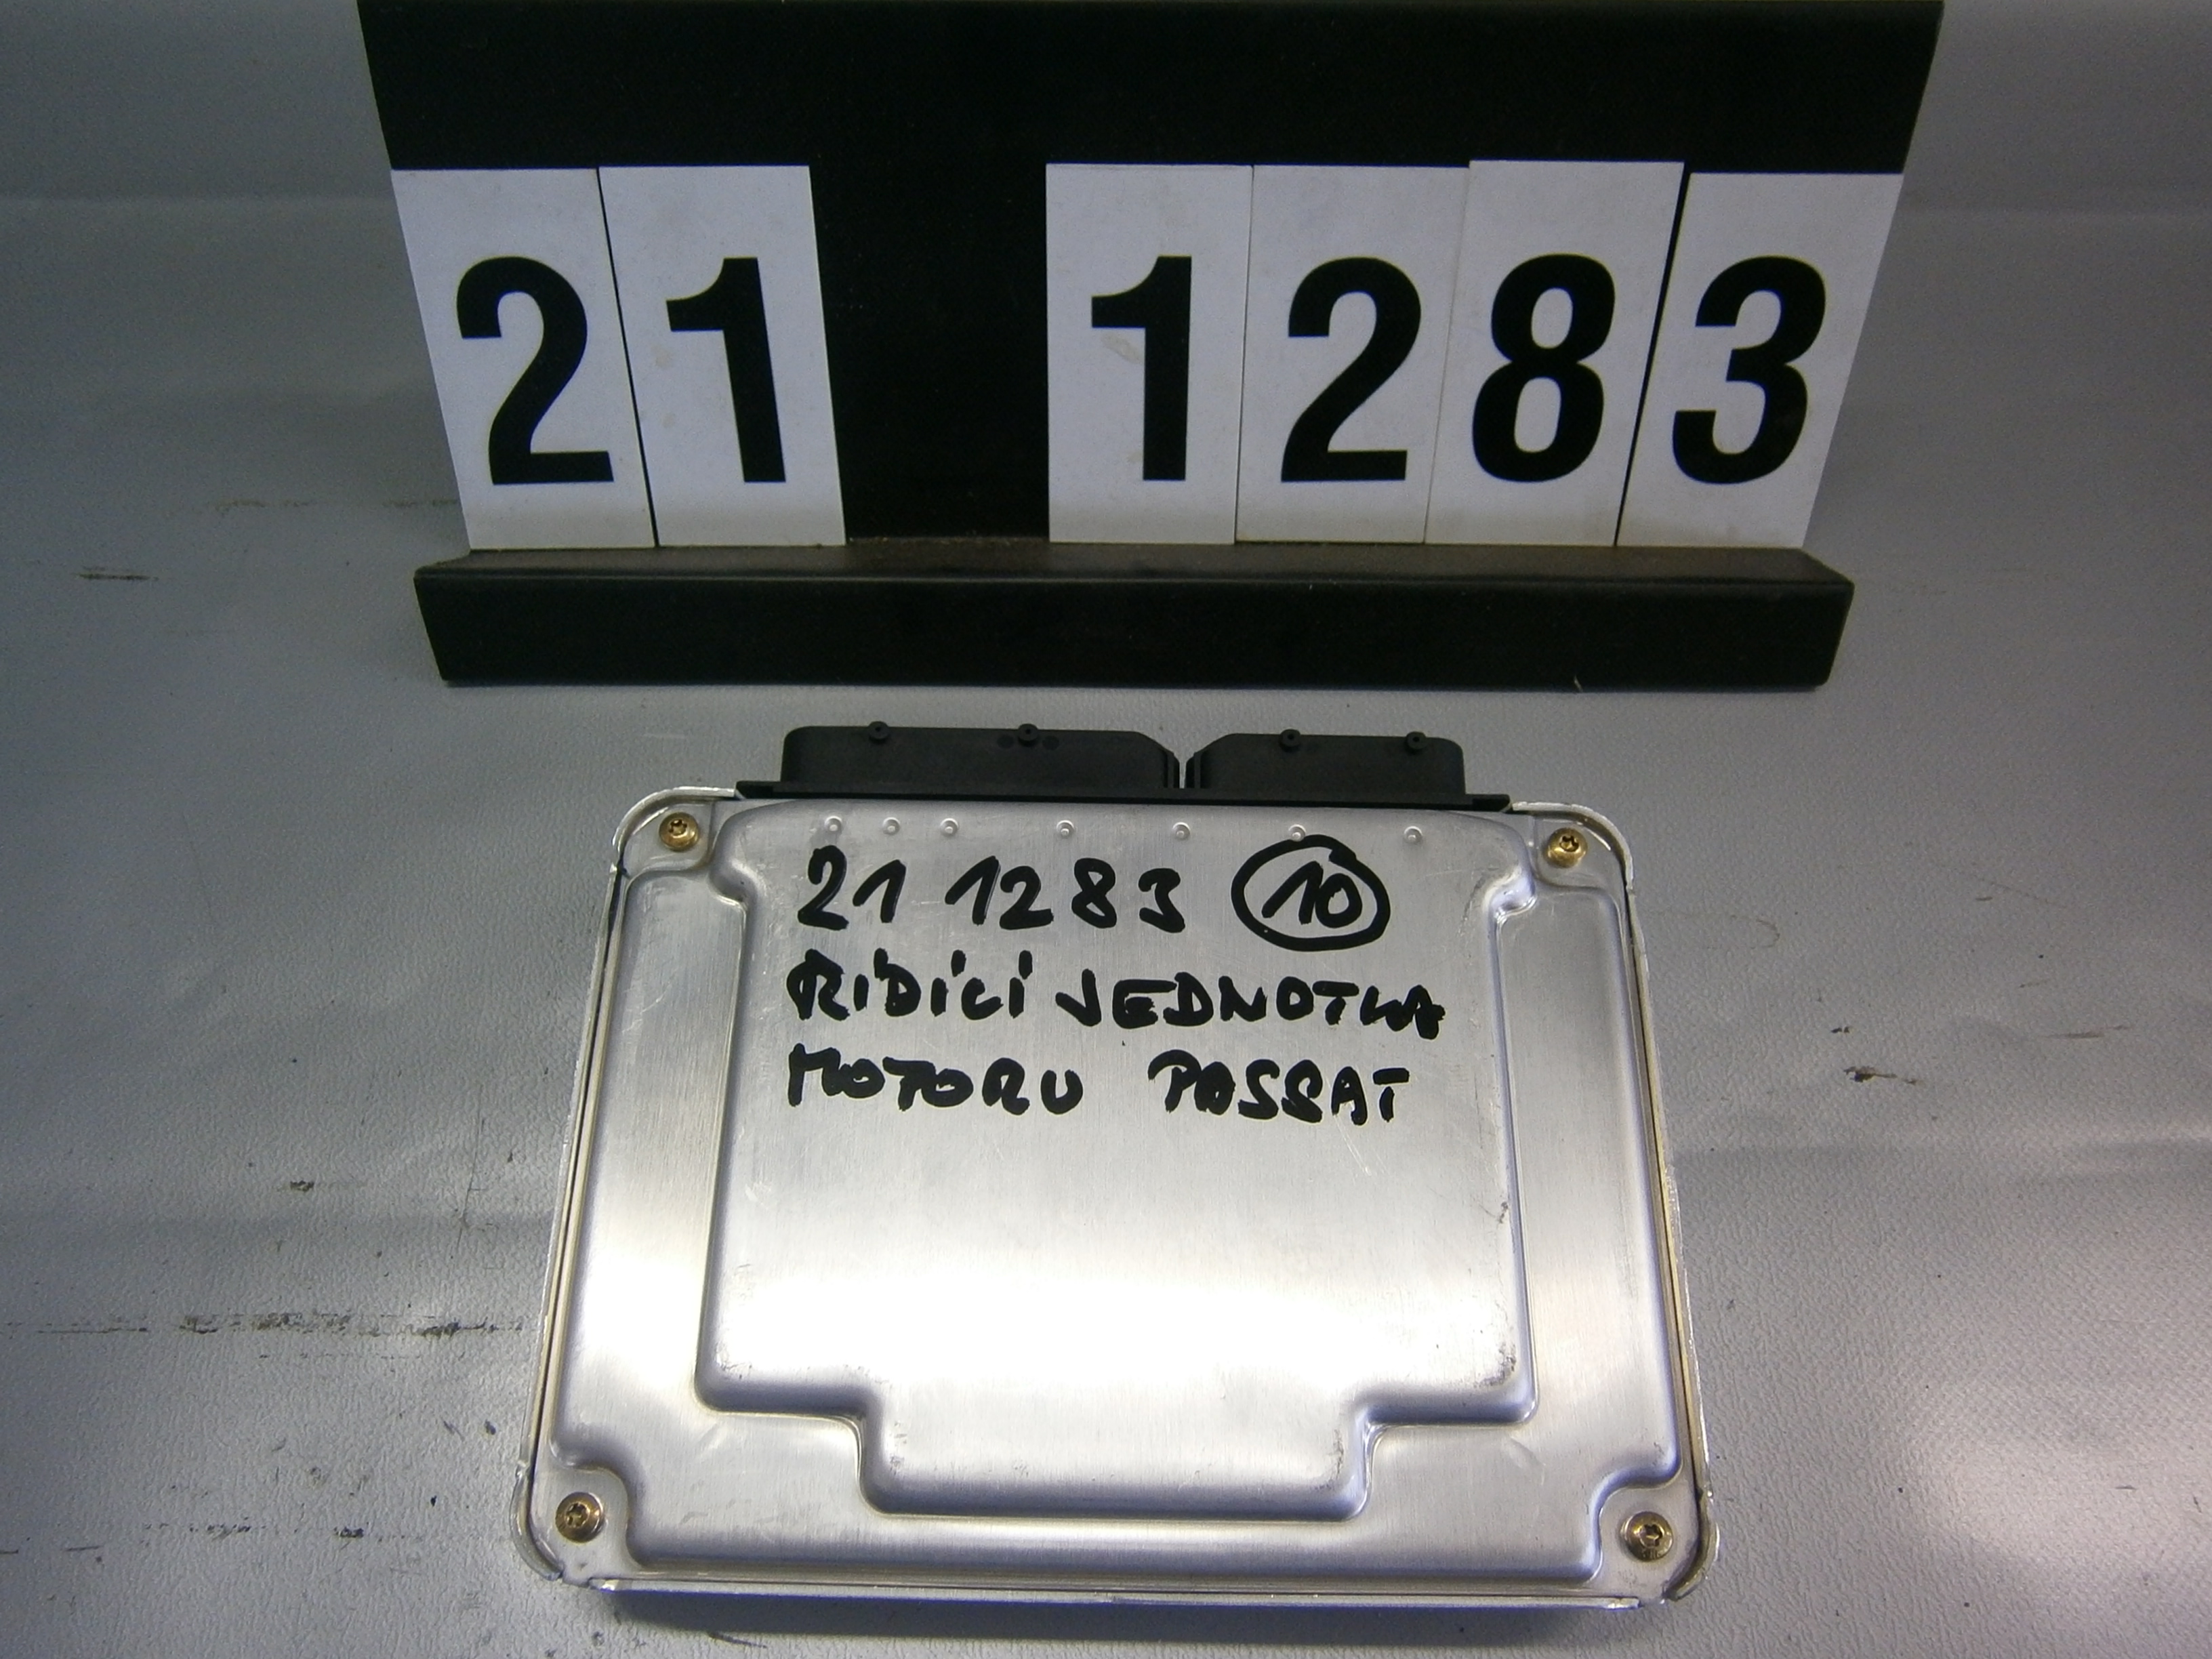 21 1283
21 1283 10
ŘÍDÍCÍ JEDNOTKA
MOTORU PASSAT